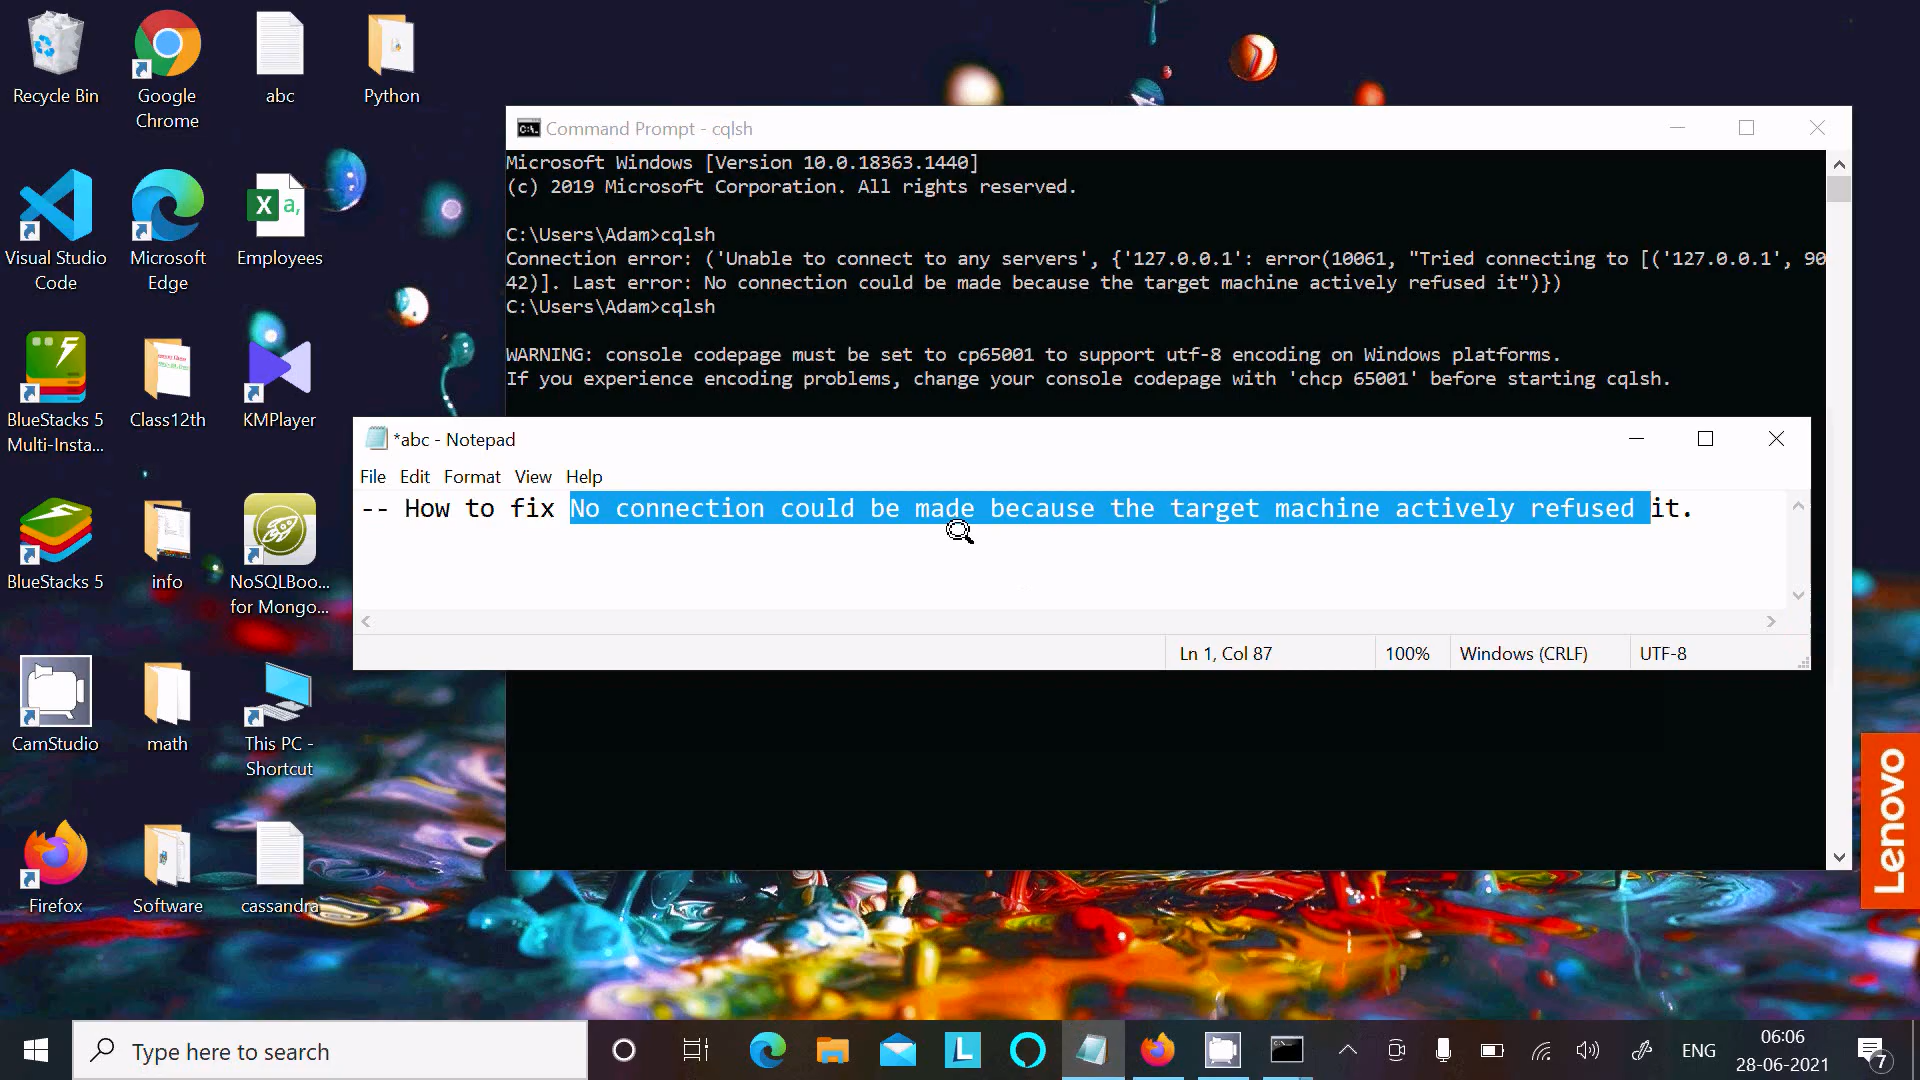 Recycle Bin
Google
Chrome
abc
Python
Visual Studio
Code
Microsoft
Edge
Employees
BlueStacks 5
Multi-Insta...
Class12th
KMPlayer
BlueStacks 5
info
NoSQLBoo...
for Mongo...
CamStudio
math
This PC -
Shortcut
Firefox
Software
cassandra
Command Prompt - cqlsh
Microsoft Windows [Version 10.0.18363.1440]
(c) 2019 Microsoft Corporation. All rights reserved.
C:\Users\Adam>cqlsh
Connection error: ('Unable to connect to any servers', {'127.0.0.1': error(10061, "Tried connecting to [('127.0.0.1', 90
42)]. Last error: No connection could be made because the target machine actively refused it")})
C:\Users\Adam>cqlsh
WARNING: console codepage must be set to cp65001 to support utf-8 encoding on Windows platforms.
If you experience encoding problems, change your console codepage with 'chcp 65001' before starting cqlsh.
*abc - Notepad
File Edit Format View Help
-- How to fix No connection could be made because the target machine actively refused it.
Ln 1, Col 87 100% Windows (CRLF) UTF-8
Lenovo
Type here to search
ENG
06:06
28-06-2021
7